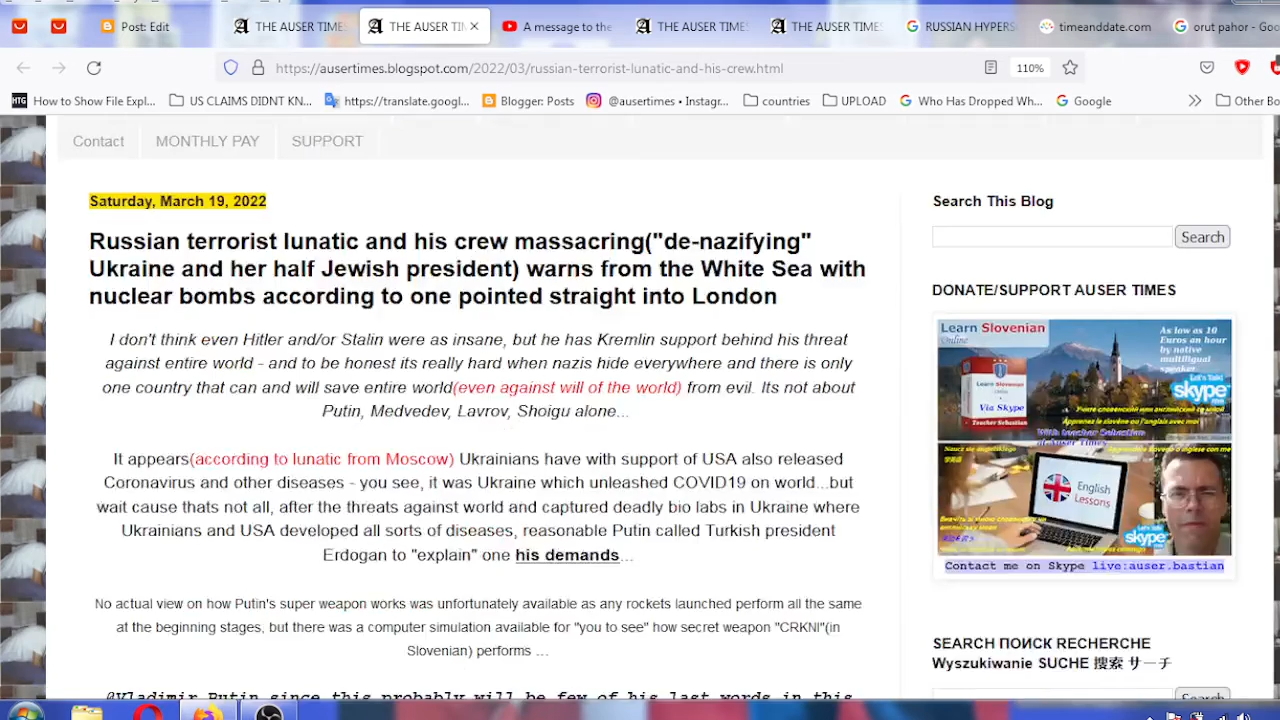 Post: Edit
THE AUSER TIMES
THE AUSER TI
A message to the
THE AUSER TIMES
THE AUSER TIMES
RUSSIAN HYPERS
timeanddate.com
orut pahor - Goo
https://ausertimes.blogspot.com/2022/03/russian-terrorist-lunatic-and-his-crew.html
110%
HTG How to Show File Expl...
US CLAIMS DIDNT KN...
https://translate.googl...
Blogger: Posts
@ausertimes • Instagr...
countries
UPLOAD
Who Has Dropped Wh...
Google
Other Bo
Contact
MONTHLY PAY
SUPPORT
Saturday, March 19, 2022
Russian terrorist lunatic and his crew massacring("de-nazifying"
Ukraine and her half Jewish president) warns from the White Sea with
nuclear bombs according to one pointed straight into London
I don't think even Hitler and/or Stalin were as insane, but he has Kremlin support behind his threat
against entire world - and to be honest its really wars when nazis hide everywhere and there is only
one country that can and will save entire world(even against will of the world) from evil. Its not about
Putin, Medvedev, Lavrov, Shoigu alone...
It appears(according to lunatic from Moscow) Ukrainians have with support of USA also released
Coronavirus and other diseases - you see, it was Ukraine which unleashed COVID19 on world...but
wait cause thats not all, after the threats against world and captured deadly bio labs in Ukraine where
Ukrainians and USA developed all sorts of diseases, reasonable Putin called Turkish president
Erdogan to "explain" one his demands...
No actual view on how Putin's super weapon works was unfortunately available as any rockets launched perform all the same
at the beginning stages, but there was a computer simulation available for "you to see" how secret weapon "CRKNI"(in
Slovenian) performs ...
@Vladimir Putin since this probably will be few of his last words in this
Search This Blog
Search
DONATE/SUPPORT AUSER TIMES
Learn Slovenian
Online
As low as 10
Euros an hour
by native
multiligual
speaker
Let's Talk!
skype
Learn Slovenian
Via Skype
Teacher Sebastian
With teacher Sebastian
at Auser Times
English
Lessons
Let's talk
skype
Contact me on Skype live:auser.bastian
SEARCH ПОИСК RECHERCHE
Wyszukiwanie SUCHE 搜索 サーチ
Search